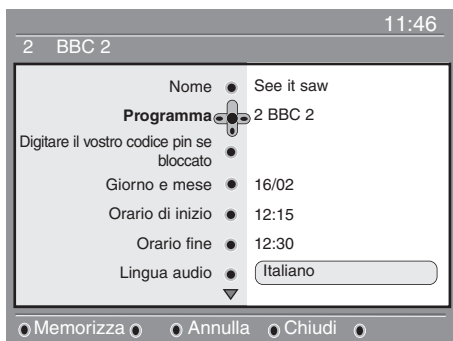 11:46
2 BBC 2
Nome See it saw
Programma 2 BBC 2
Digitare il vostro codice pin se
bloccato
Giorno e mese 16/02
Orario di inizio 12:15
Orario fine 12:30
Lingua audio Italiano
Memorizza Annulla Chiudi